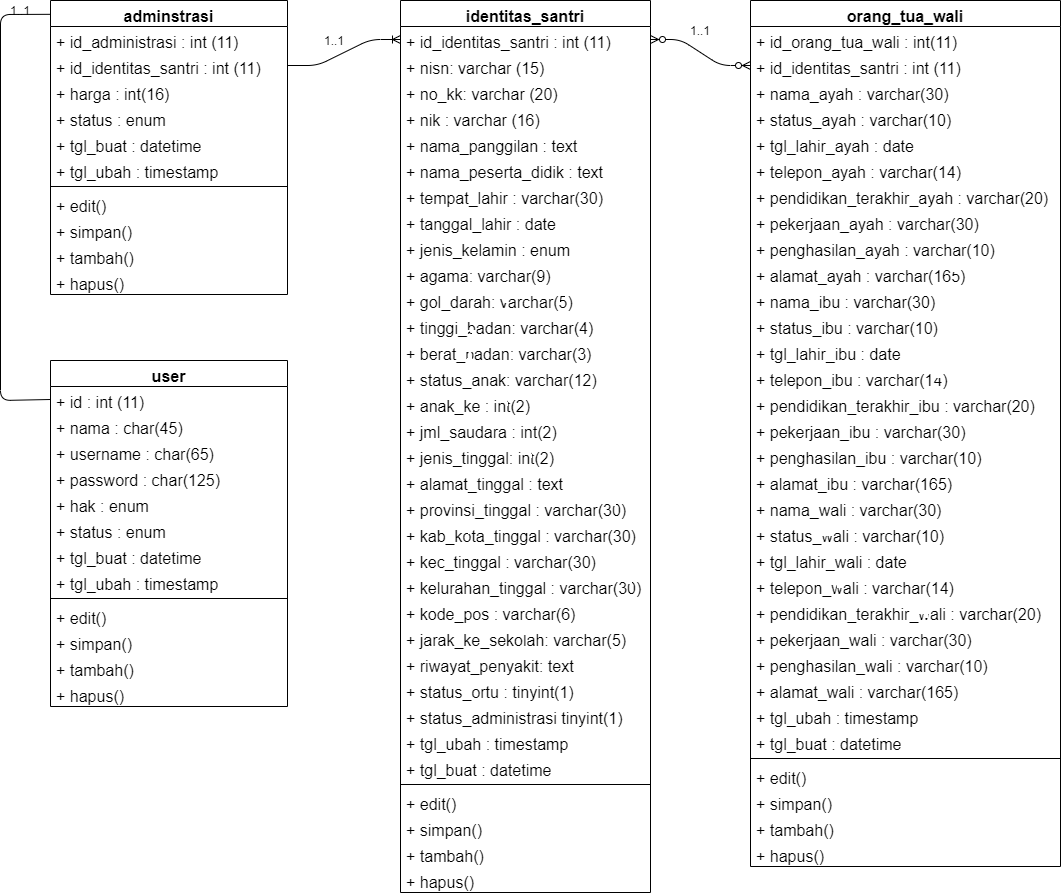 1..1
adminstrasi
+ id_administrasi : int (11)
+ id_identitas_santri : int (11)
+ harga : int(16)
+ status : enum
+ tgl_buat : datetime
+ tgl_ubah : timestamp
+ edit()
+ simpan()
+ tambah()
+ hapus()
user
+ id : int (11)
+ nama : char(45)
+ username : char(65)
+ password : char(125)
+ hak : enum
+ status : enum
+ tgl_buat : datetime
+ tgl_ubah : timestamp
+ edit()
+ simpan()
+ tambah()
+ hapus()
1..1
identitas_santri
+ id_identitas_santri : int (11)
+ nisn: varchar (15)
+ no_kk: varchar (20)
+ nik : varchar (16)
+ nama_panggilan : text
+ nama_peserta_didik : text
+ tempat_lahir : varchar(30)
+ tanggal_lahir : date
+ jenis_kelamin : enum
+ agama: varchar(9)
+ gol_darah: varchar(5)
+ tinggi_badan: varchar(4)
+ berat_badan: varchar(3)
+ status_anak: varchar(12)
+ anak_ke : int(2)
+ jml_saudara : int(2)
+ jenis_tinggal: int(2)
+ alamat_tinggal : text
+ provinsi_tinggal : varchar(30)
+ kab_kota_tinggal : varchar(30)
+ kec_tinggal : varchar(30)
+ kelurahan_tinggal : varchar(30)
+ kode_pos : varchar(6)
+ jarak_ke_sekolah: varchar(5)
+ riwayat_penyakit: text
+ status_ortu : tinyint(1)
+ status_administrasi tinyint(1)
+ tgl_ubah : timestamp
+ tgl_buat : datetime
+ edit()
+ simpan()
+ tambah()
+ hapus()
1..1
orang_tua_wali
+ id_orang_tua_wali : int(11)
+ id_identitas_santri : int (11)
+ nama_ayah : varchar(30)
+ status_ayah : varchar(10)
+ tgl_lahir_ayah : date
+ telepon_ayah : varchar(14)
+ pendidikan_terakhir_ayah : varchar(20)
+ pekerjaan_ayah : varchar(30)
+ penghasilan_ayah : varchar(10)
+ alamat_ayah : varchar(165)
+ nama_ibu : varchar(30)
+ status_ibu : varchar(10)
+ tgl_lahir_ibu : date
+ telepon_ibu : varchar(14)
+ pendidikan_terakhir_ibu : varchar(20)
+ pekerjaan_ibu : varchar(30)
+ penghasilan_ibu : varchar(10)
+ alamat_ibu : varchar(165)
+ nama_wali : varchar(30)
+ status_wali : varchar(10)
+ tgl_lahir_wali : date
+ telepon_wali : varchar(14)
+ pendidikan_terakhir_wali : varchar(20)
+ pekerjaan_wali : varchar(30)
+ penghasilan_wali : varchar(10)
+ alamat_wali : varchar(165)
+ tgl_ubah : timestamp
+ tgl_buat : datetime
+ edit()
+ simpan()
+ tambah()
+ hapus()